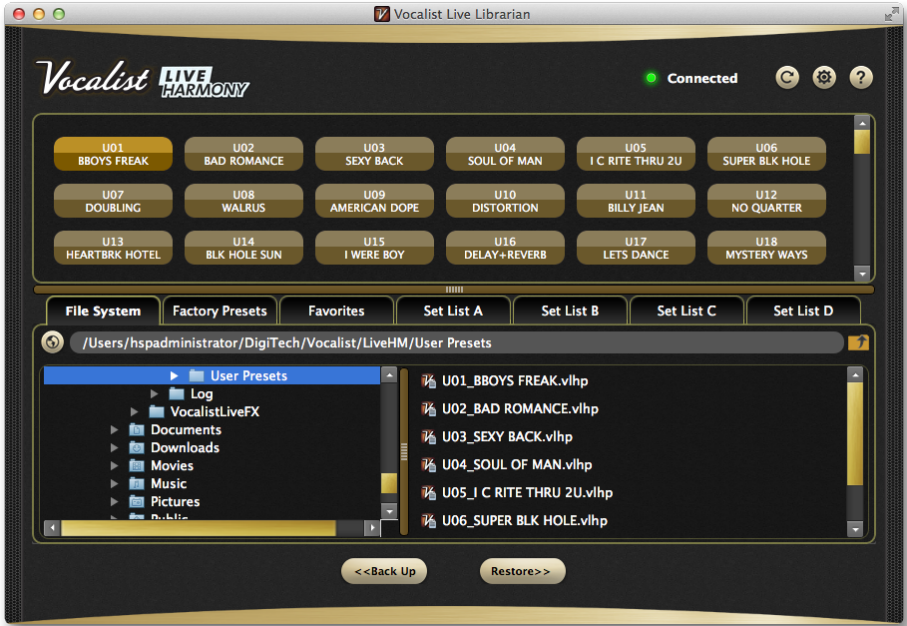 Vocalist Live Librarian
Vocalist LIVE HARMONY
Connected
?
U01
BBOYS FREAK
U02
BAD ROMANCE
U03
SEXY BACK
U04
SOUL OF MAN
U05
I C RITE THRU 2U
U06
SUPER BLK HOLE
U07
DOUBLING
U08
WALRUS
U09
AMERICAN DOPE
U10
DISTORTION
U11
BILLY JEAN
U12
NO QUARTER
U13
HEARTBRK HOTEL
U14
BLK HOLE SUN
U15
I WERE BOY
U16
DELAY+REVERB
U17
LETS DANCE
U18
MYSTERY WAYS
File System
Factory Presets
Favorites
Set List A
Set List B
Set List C
Set List D
/Users/hspadministrator/DigiTech/Vocalist/LiveHM/User Presets
User Presets
Log
VocalistLiveFX
Documents
Downloads
Movies
Music
Pictures
Public
U01_BBOYS FREAK.vlhp
U02_BAD ROMANCE.vlhp
U03_SEXY BACK.vlhp
U04_SOUL OF MAN.vlhp
U05_I C RITE THRU 2U.vlhp
U06_SUPER BLK HOLE.vlhp
<<Back Up
Restore>>